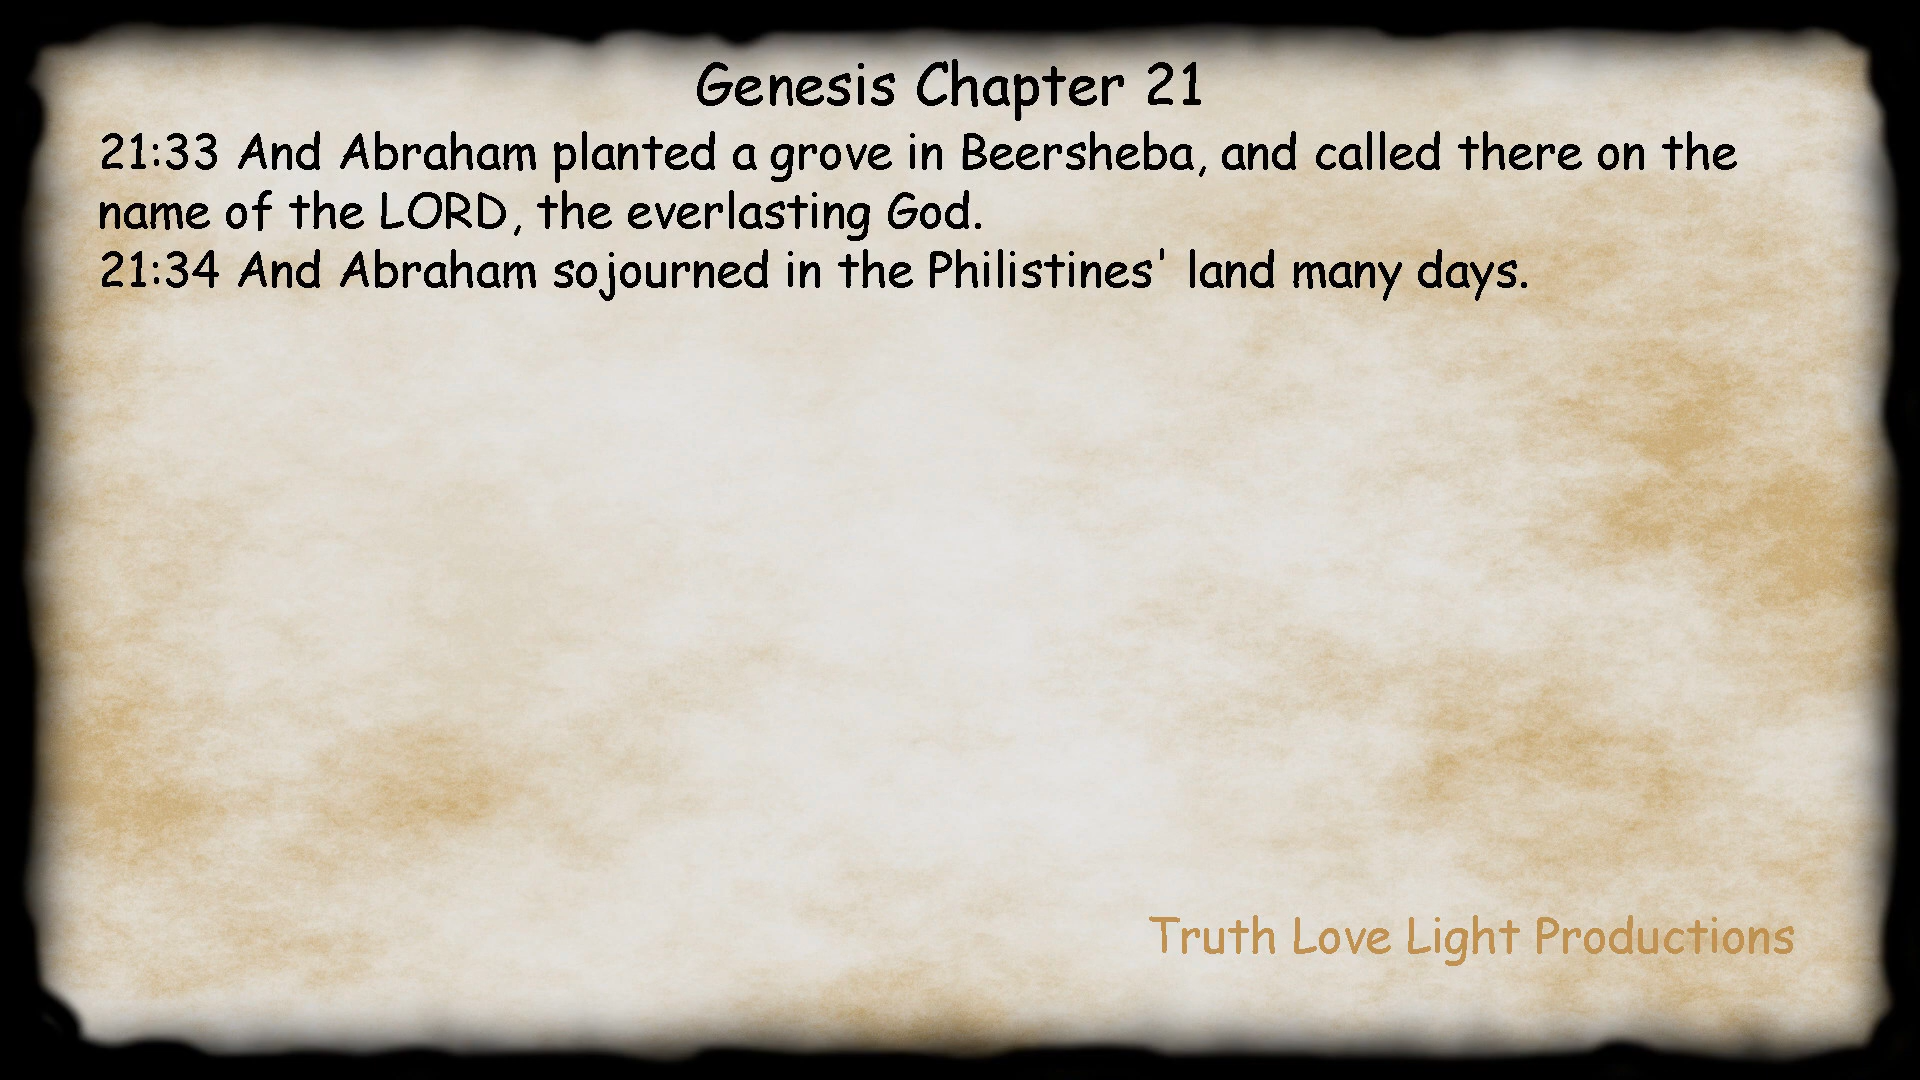 Genesis Chapter 21
21:33 And Abraham planted a grove in Beersheba, and called there on the
name of the LORD, the everlasting God.
21:34 And Abraham sojourned in the Philistines' land many days.
Truth Love Light Productions